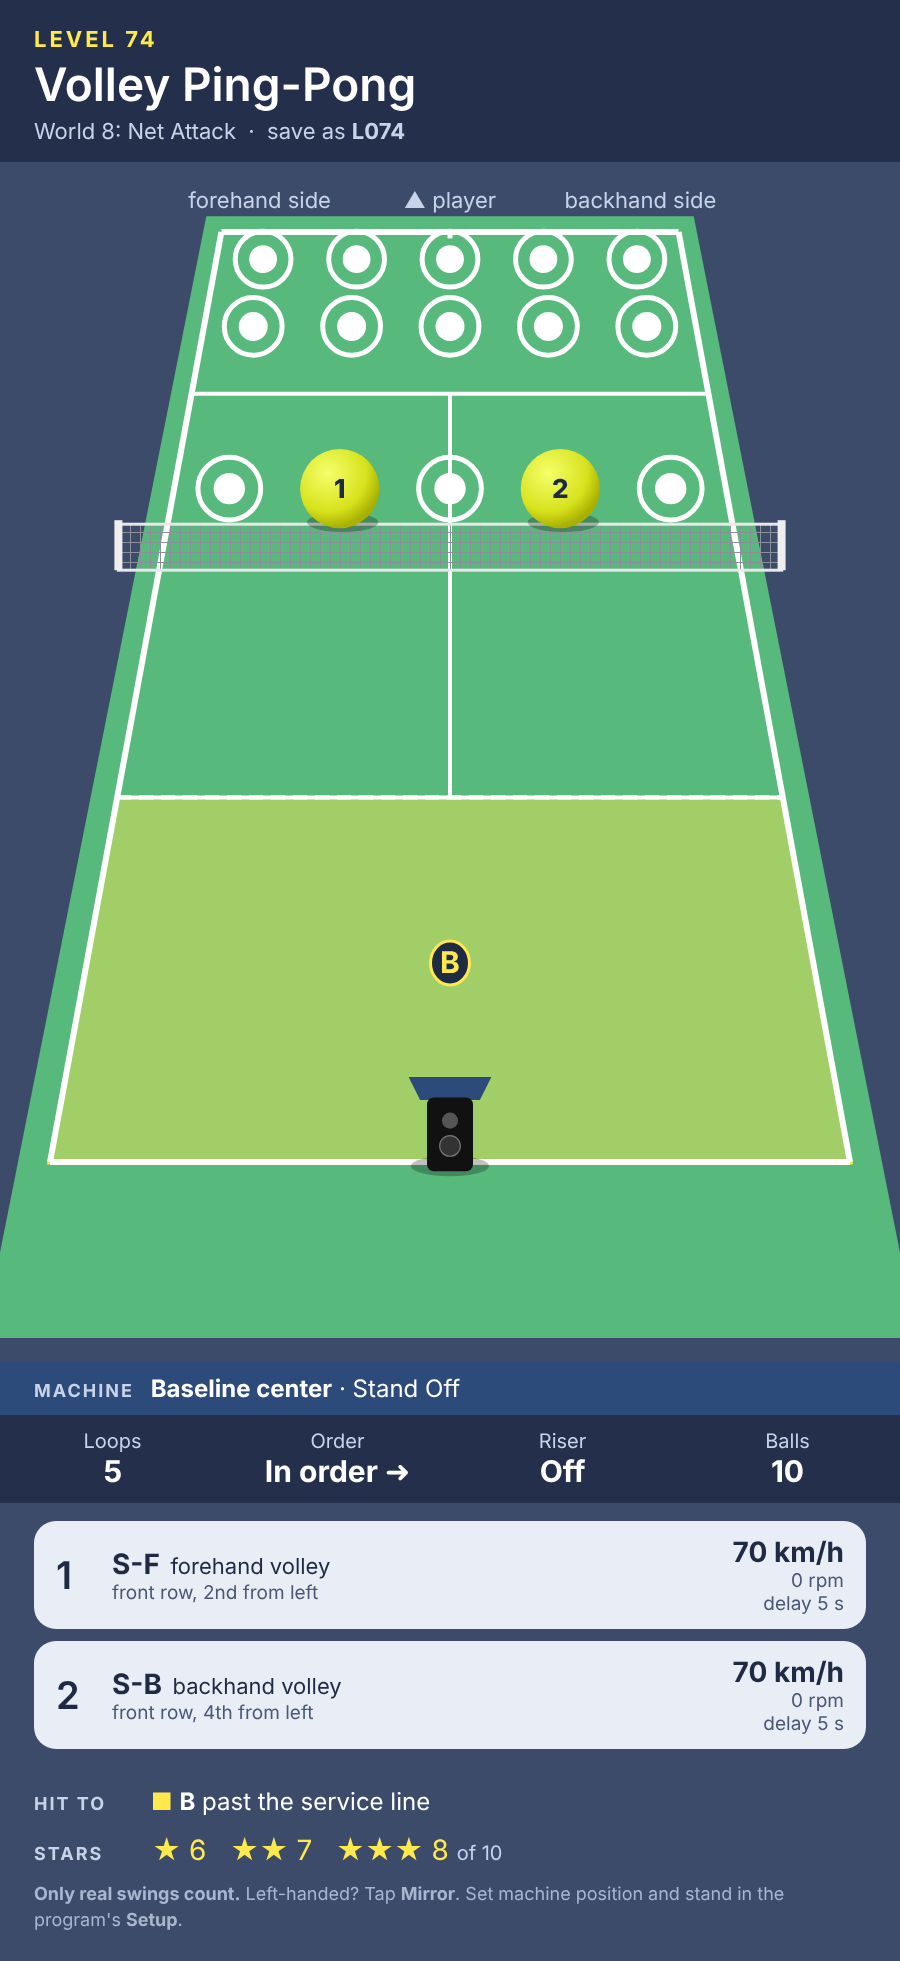 LEVEL 74
Volley Ping-Pong
World 8: Net Attack · save as L074
forehand side ▲ player backhand side
1 2
B
MACHINE Baseline center · Stand Off
Loops Order Riser Balls
5 In order ➜ Off 10
1 S-F forehand volley 70 km/h
front row, 2nd from left 0 rpm
delay 5 s
2 S-B backhand volley 70 km/h
front row, 4th from left 0 rpm
delay 5 s
HIT TO B past the service line
STARS ★ 6 ★★ 7 ★★★ 8 of 10
Only real swings count. Left-handed? Tap Mirror. Set machine position and stand in the
program's Setup.